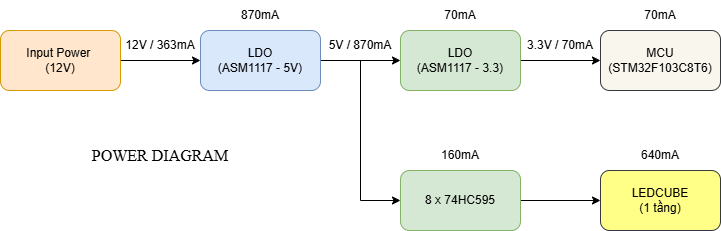 870mA
70mA
70mA
Input Power
(12V)
12V / 363mA
LDO
(ASM1117 - 5V)
5V / 870mA
LDO
(ASM1117 - 3.3)
3.3V / 70mA
MCU
(STM32F103C8T6)
POWER DIAGRAM
160mA
640mA
8 x 74HC595
LEDCUBE
(1 tầng)